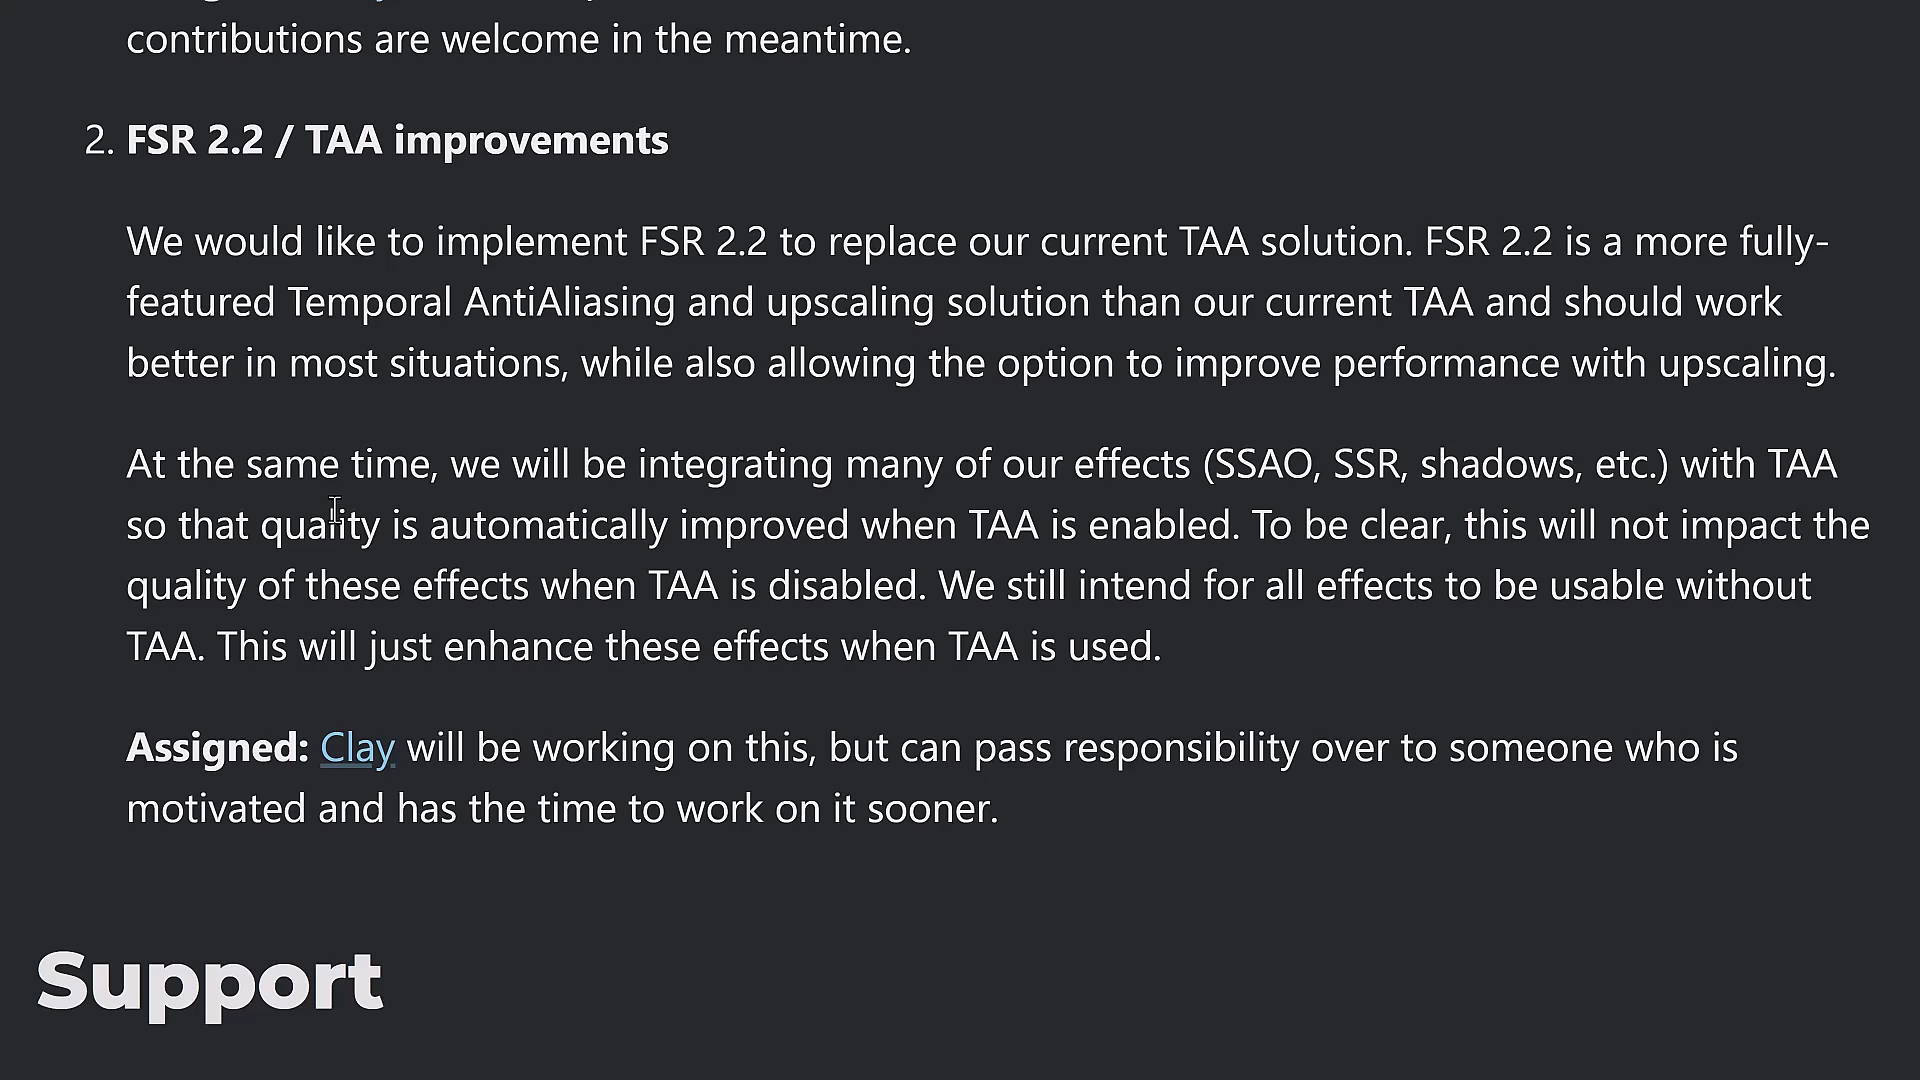 contributions are welcome in the meantime.
2. FSR 2.2 / TAA improvements
We would like to implement FSR 2.2 to replace our current TAA solution. FSR 2.2 is a more fully-
featured Temporal AntiAliasing and upscaling solution than our current TAA and should work
better in most situations, while also allowing the option to improve performance with upscaling.
At the same time, we will be integrating many of our effects (SSAO, SSR, shadows, etc.) with TAA
so that quality is automatically improved when TAA is enabled. To be clear, this will not impact the
quality of these effects when TAA is disabled. We still intend for all effects to be usable without
TAA. This will just enhance these effects when TAA is used.
Assigned: Clay will be working on this, but can pass responsibility over to someone who is
motivated and has the time to work on it sooner.
Support